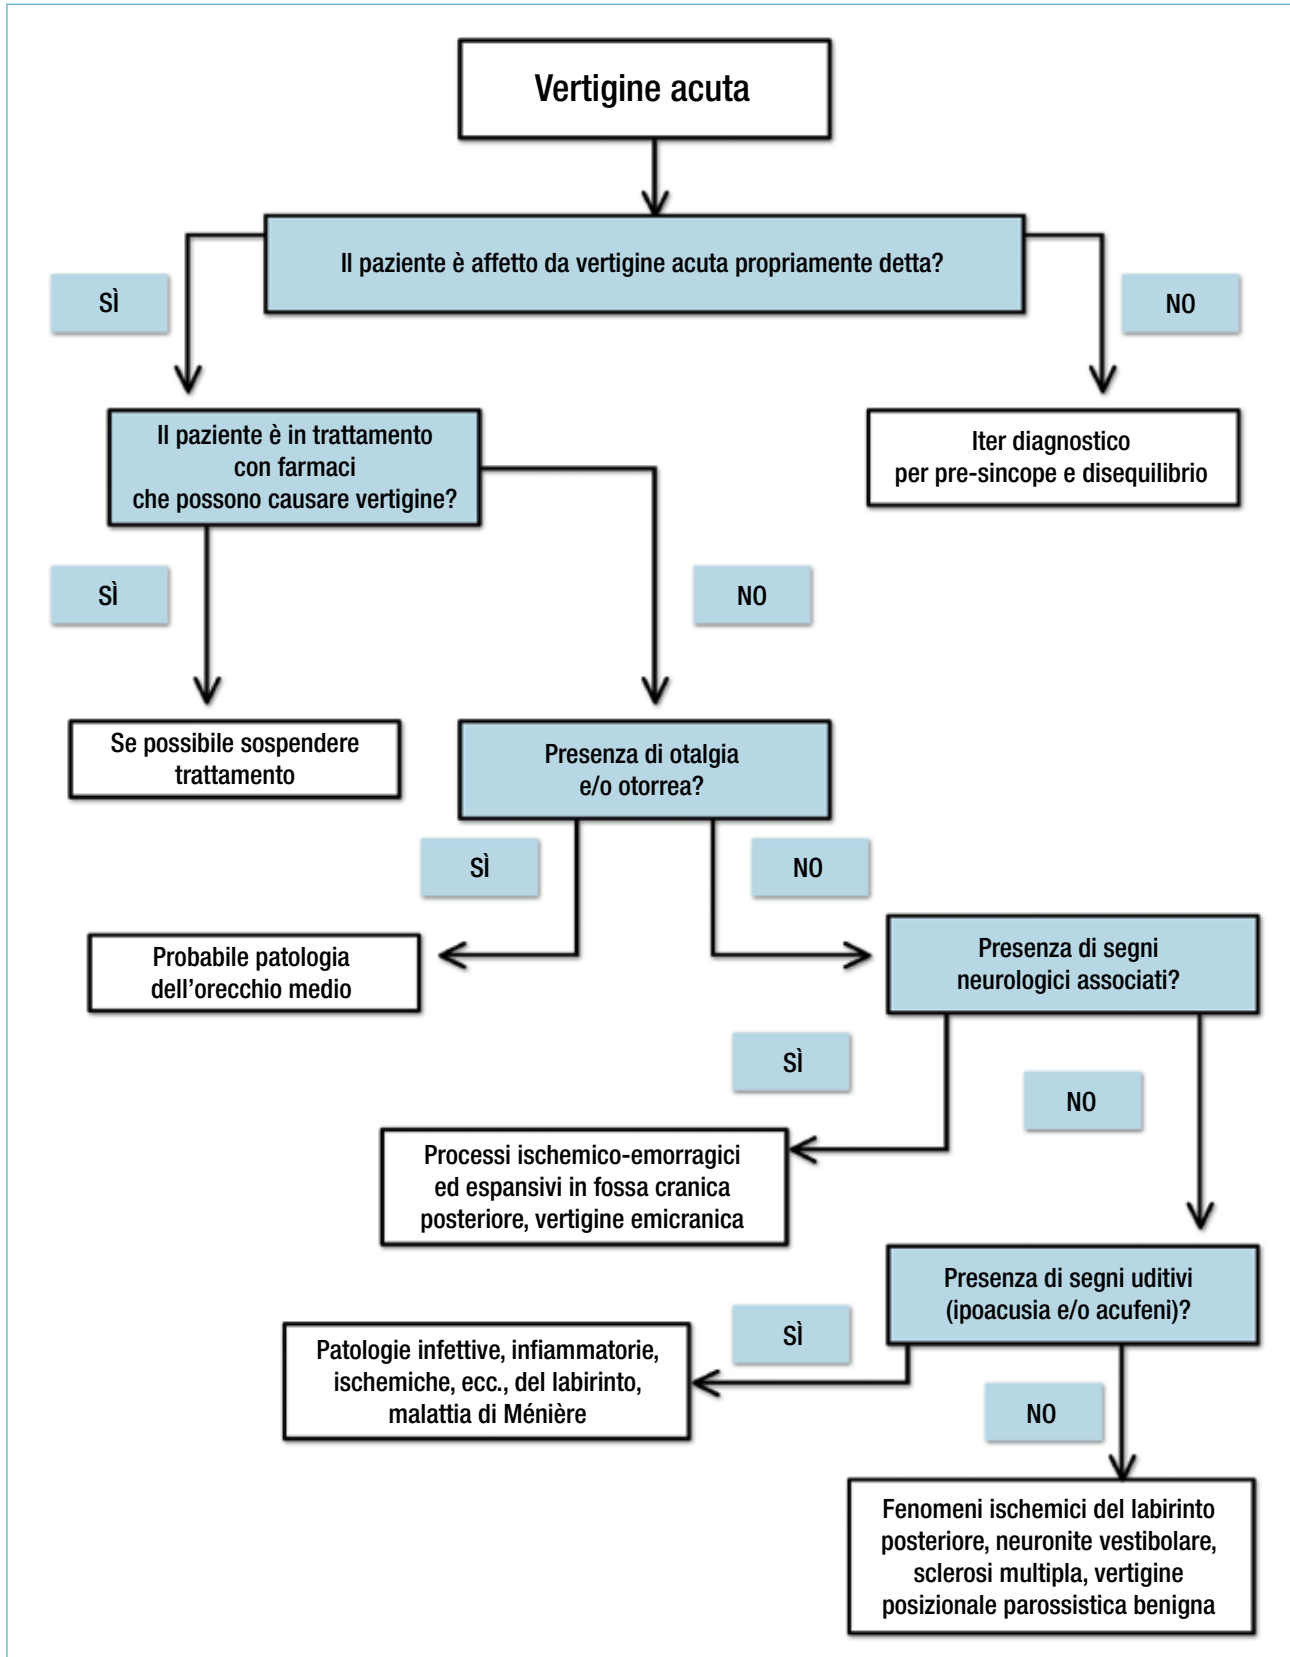 Vertigine acuta
Il paziente è affetto da vertigine acuta propriamente detta?
SÌ
NO
Il paziente è in trattamento
con farmaci
che possono causare vertigine?
Iter diagnostico
per pre-sincope e disequilibrio
SÌ
NO
Se possibile sospendere
trattamento
Presenza di otalgia
e/o otorrea?
SÌ
NO
Probabile patologia
dell'orecchio medio
Presenza di segni
neurologici associati?
SÌ
NO
Processi ischemico-emorragici
ed espansivi in fossa cranica
posteriore, vertigine emicranica
Presenza di segni uditivi
(ipoacusia e/o acufeni)?
SÌ
Patologie infettive, infiammatorie,
ischemiche, ecc., del labirinto,
malattia di Ménière
NO
Fenomeni ischemici del labirinto
posteriore, neuronite vestibolare,
sclerosi multipla, vertigine
posizionale parossistica benigna